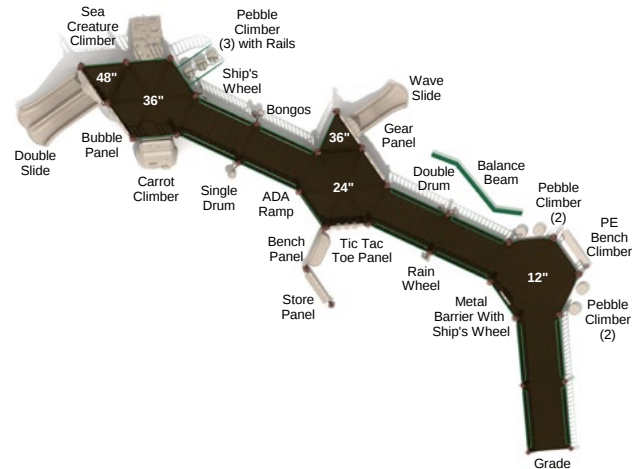 Sea
Creature
Climber
Pebble
Climber
(3) with Rails
48"
36"
Ship's
Wheel
Bongos
Wave
Slide
Double
Slide
Bubble
Panel
Carrot
Climber
Single
Drum
ADA
Ramp
36"
24"
Gear
Panel
Double
Drum
Balance
Beam
Pebble
Climber
(2)
PE
Bench
Climber
Bench
Panel
Tic Tac
Toe Panel
Store
Panel
Rain
Wheel
12"
Metal
Barrier With
Ship's Wheel
Pebble
Climber
(2)
Grade